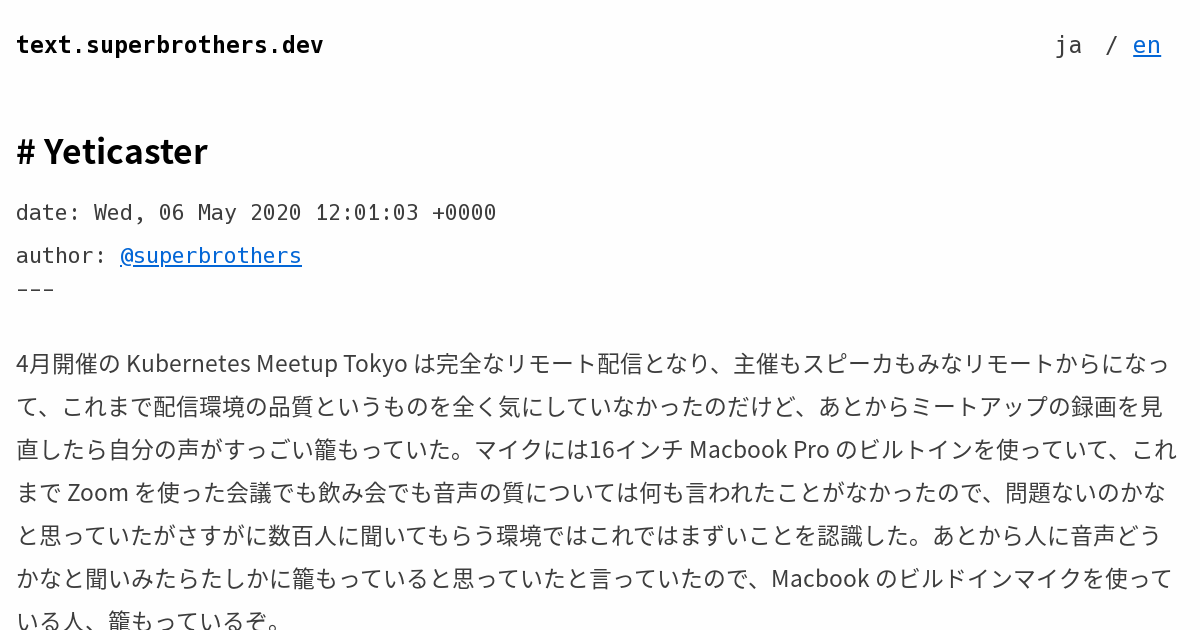 text.superbrothers.dev
ja / en
# Yeticaster
date: Wed, 06 May 2020 12:01:03 +0000
author: @superbrothers
---
4月開催の Kubernetes Meetup Tokyo は完全なリモート配信となり、主催もスピーカもみなリモートからになっ
て、これまで配信環境の品質というものを全く気にしていなかったのだけど、あとからミートアップの録画を見
直したら自分の声がすっごい籠もっていた。マイクには16インチ Macbook Pro のビルトインを使っていて、これ
まで Zoom を使った会議でも飲み会でも音声の質については何も言われたことがなかったので、問題ないのかな
と思っていたがさすがに数百人に聞いてもらう環境ではこれではまずいことを認識した。あとから人に音声どう
かなと聞いみたらたしかに籠もっていると思っていたと言っていたので、Macbook のビルドインマイクを使って
いる人、籠もっているぞ。